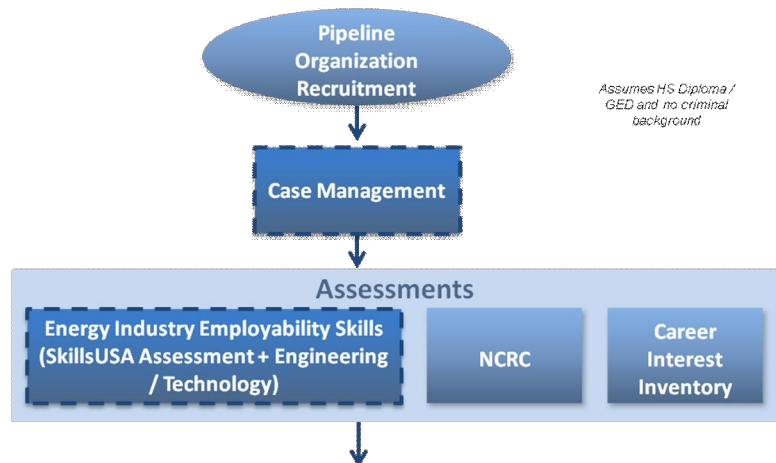 Pipeline
Organization
Recruitment
Assumes HS Diploma /
GED and no criminal
background
Case Management
Assessments
Energy Industry Employability Skills
(SkillsUSA Assessment + Engineering
/ Technology)
NCRC
Career
Interest
Inventory